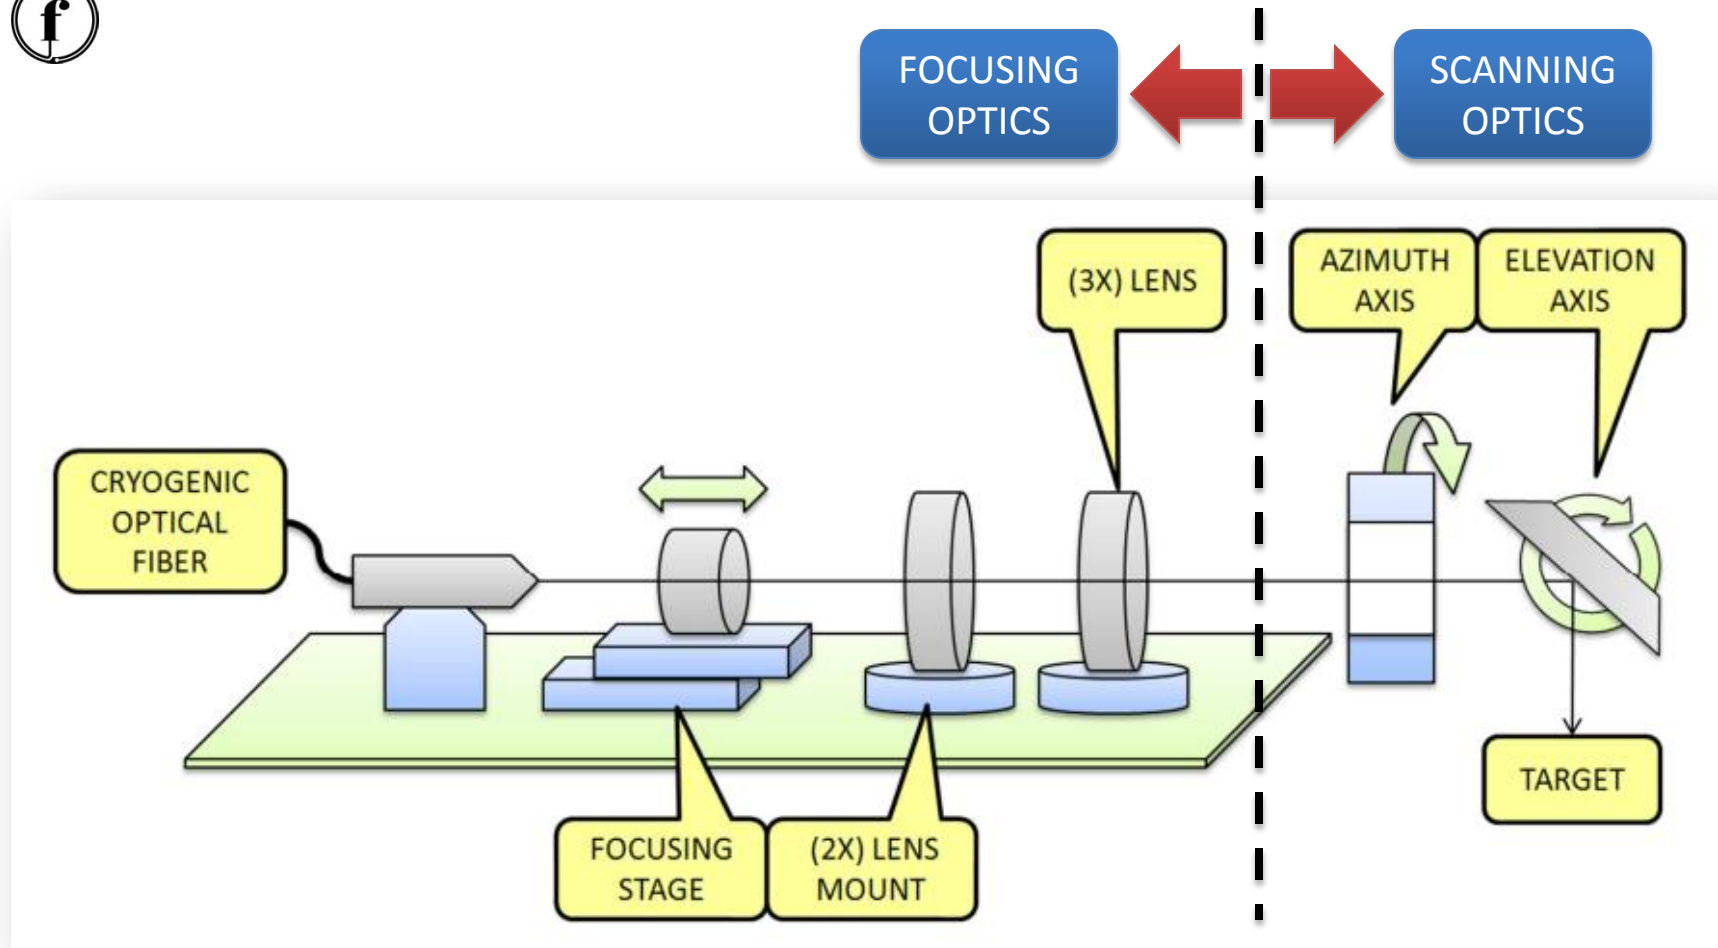 f
FOCUSING
OPTICS
SCANNING
OPTICS
(3X) LENS
AZIMUTH
AXIS
ELEVATION
AXIS
CRYOGENIC
OPTICAL
FIBER
TARGET
FOCUSING
STAGE
(2X) LENS
MOUNT